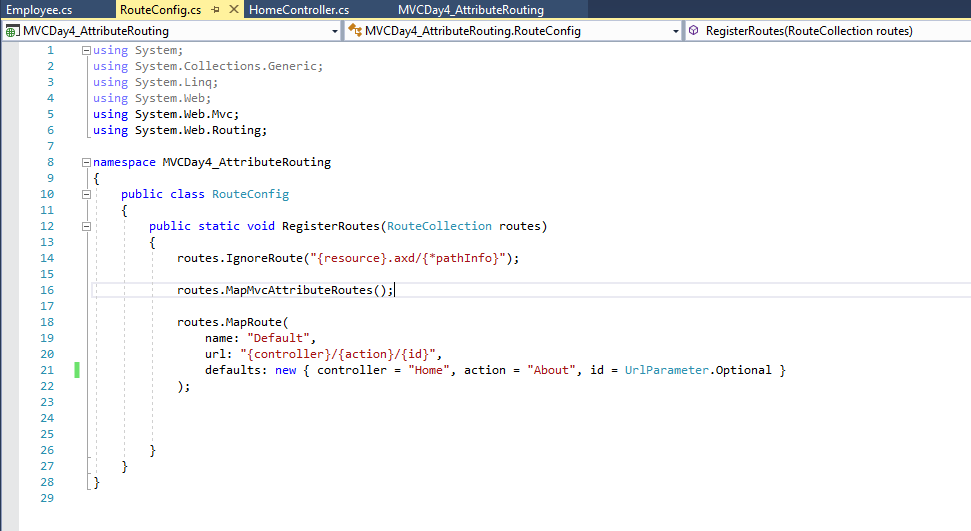 Employee.cs RouteConfig.cs HomeController.cs MVCDay4_AttributeRouting
MVCDay4_AttributeRouting MVCDay4_AttributeRouting.RouteConfig RegisterRoutes(RouteCollection routes)
1 using System;
2 using System.Collections.Generic;
3 using System.Linq;
4 using System.Web;
5 using System.Web.Mvc;
6 using System.Web.Routing;
7
8 namespace MVCDay4_AttributeRouting
9 {
10 public class RouteConfig
11 {
12 public static void RegisterRoutes(RouteCollection routes)
13 {
14 routes.IgnoreRoute("{resource}.axd/{*pathInfo}");
15
16 routes.MapMvcAttributeRoutes();
17
18 routes.MapRoute(
19 name: "Default",
20 url: "{controller}/{action}/{id}",
21 defaults: new { controller = "Home", action = "About", id = UrlParameter.Optional }
22 );
23
24
25
26 }
27 }
28 }
29